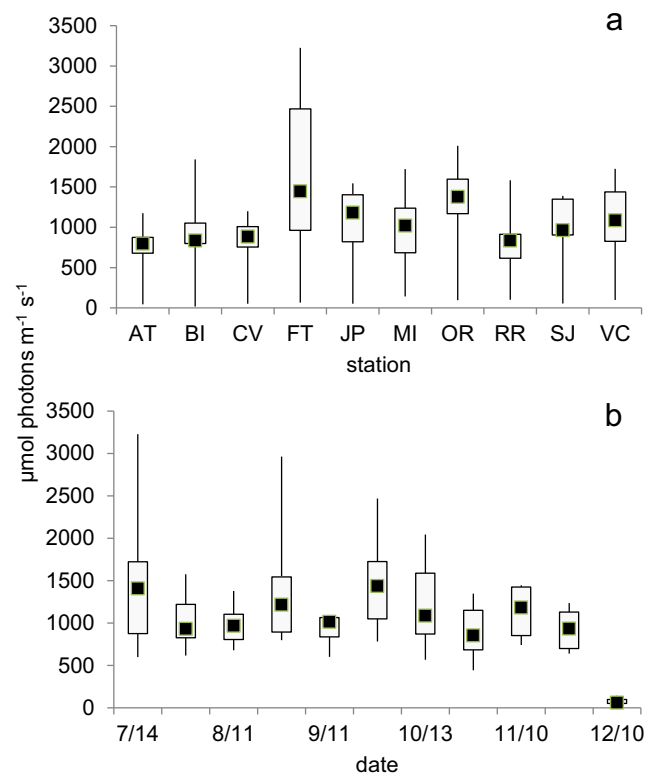 a
3500
3000
2500
2000
1500
1000
500
0
AT BI CV FT JP MI OR RR SJ VC
station
µmol photons m⁻¹ s⁻¹
b
3500
3000
2500
2000
1500
1000
500
0
7/14 8/11 9/11 10/13 11/10 12/10
date